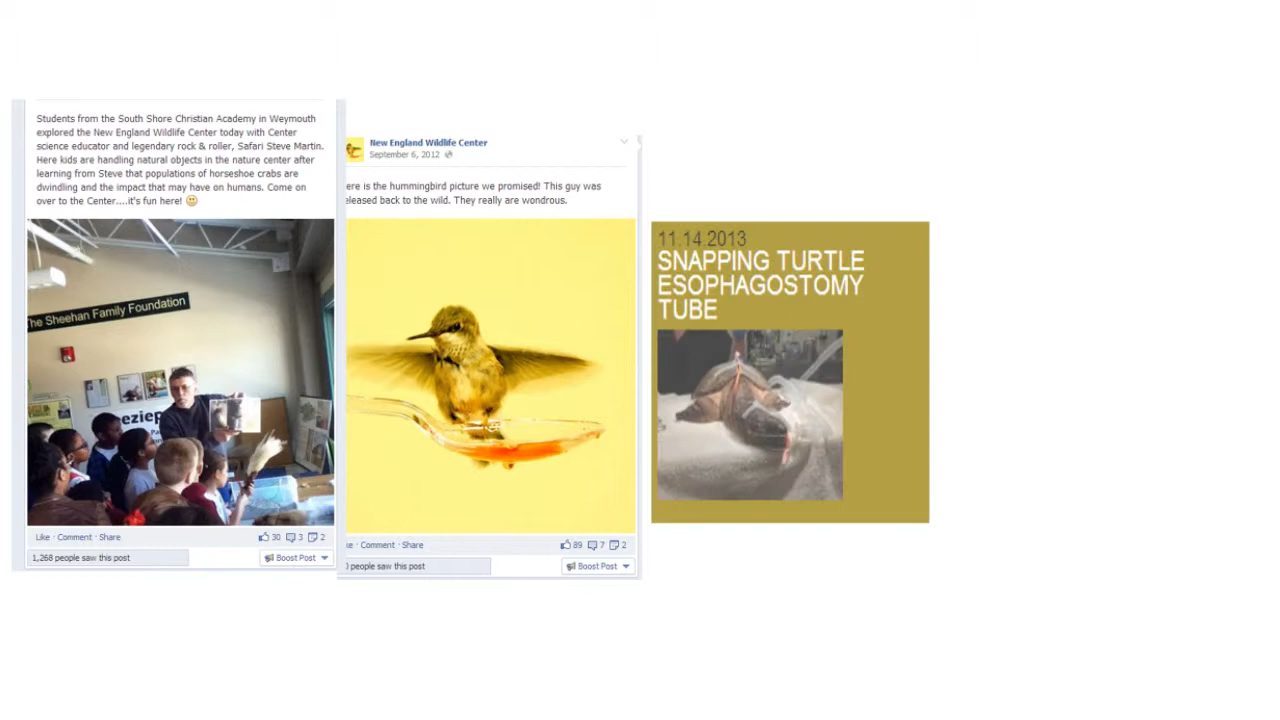 Students from the South Shore Christian Academy in Weymouth
explored the New England Wildlife Center today with Center
science educator and legendary rock & roller, Safari Steve Martin.
Here kids are handling natural objects in the nature center after
learning from Steve that populations of horseshoe crabs are
dwindling and the impact that may have on humans. Come on
over to the Center....it's fun here!
The Sheehan Family Foundation
eziep
Like · Comment · Share 30 3 2
1,268 people saw this post Boost Post
New England Wildlife Center
September 6, 2012
ere is the hummingbird picture we promised! This guy was
eleased back to the wild. They really are wondrous.
ke · Comment · Share 89 7 2
0 people saw this post Boost Post
11.14.2013
SNAPPING TURTLE
ESOPHAGOSTOMY
TUBE